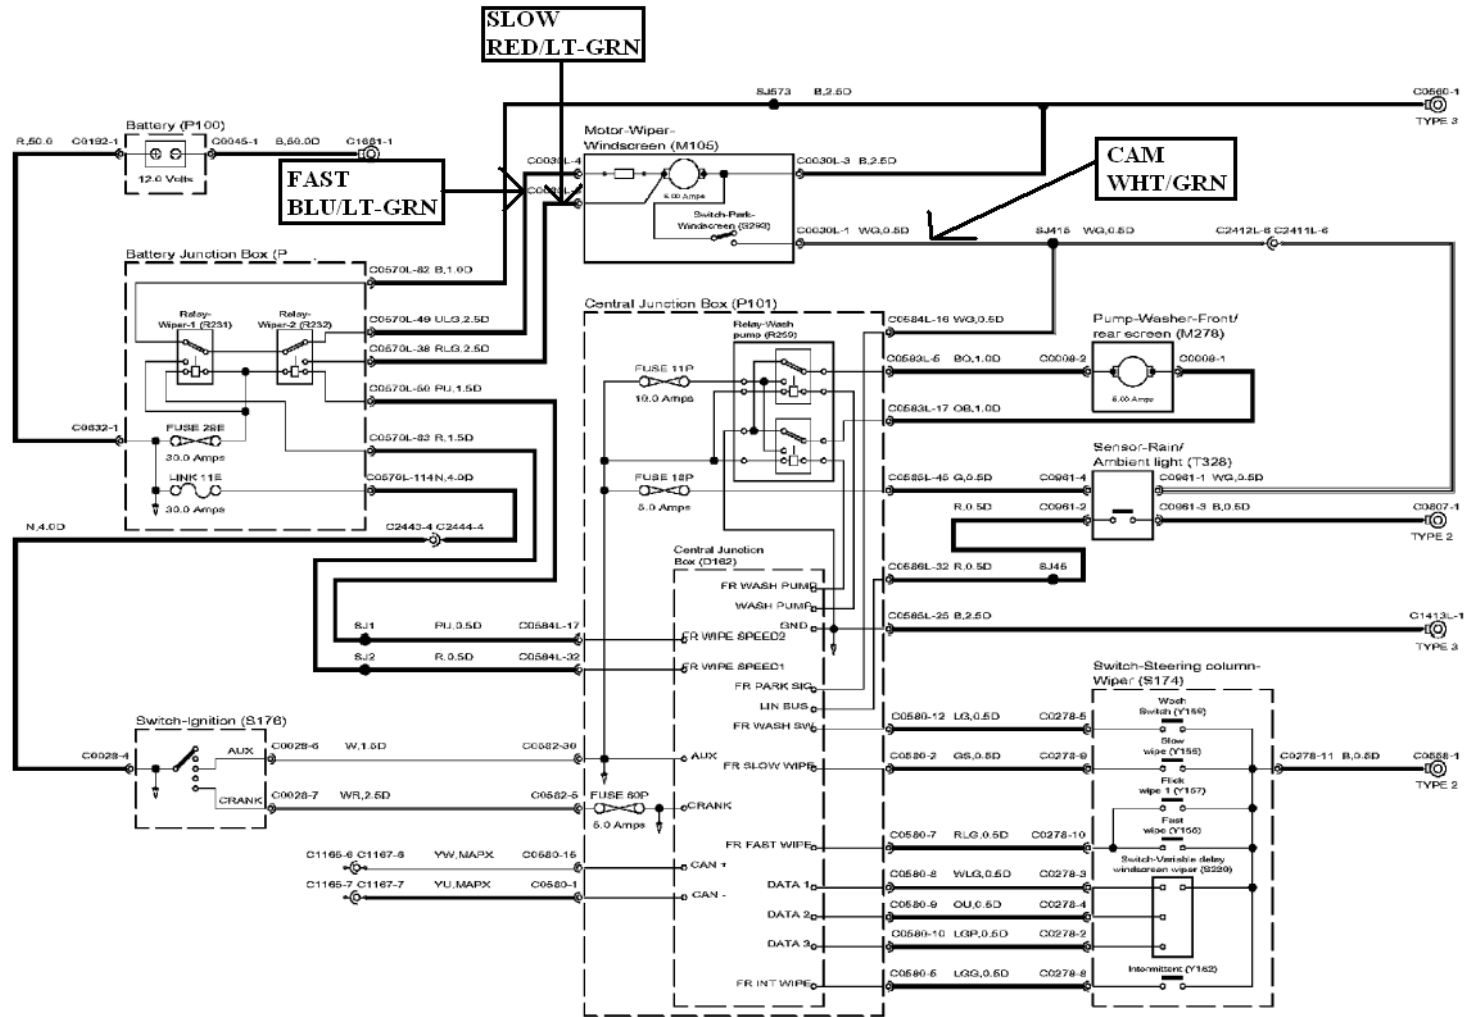 SLOW
RED/LT-GRN
SJ573 B,2.5D
C0560-1
TYPE 3
Battery (P100)
R,50.0 C0192-1
C0045-1 B,50.0D C1661-1
12.0 Volts
FAST
BLU/LT-GRN
Motor-Wiper-
Windscreen (M105)
C0030L-4
C0030L-3 B,2.5D
Switch-Park-
Windscreen (S293)
C0030L-1 WG,0.5D
CAM
WHT/GRN
SJ415 WG,0.5D
C2412L-6 C2411L-6
Battery Junction Box (P
C0570L-82 B,1.0D
Relay-
Wiper-1 (R231)
Relay-
Wiper-2 (R232)
C0570L-49 ULG,2.5D
C0570L-38 RLG,2.5D
C0570L-50 PU,1.5D
C0632-1
FUSE 28E
30.0 Amps
C0570L-83 R,1.5D
LINK 11E
30.0 Amps
C0570L-114N,4.0D
N,4.0D
C2443-4 C2444-4
Central Junction Box (P101)
Relay-Wash
pump (R259)
C0584L-16 WG,0.5D
FUSE 11P
10.0 Amps
C0583L-5 BO,1.0D
C0008-2
C0008-1
Pump-Washer-Front/
rear screen (M278)
C0583L-17 OB,1.0D
Sensor-Rain/
Ambient light (T328)
FUSE 18P
5.0 Amps
C0585L-45 G,0.5D
C0961-4
C0961-1 WG,0.5D
R,0.5D C0961-2
C0961-3 B,0.5D
C0807-1
TYPE 2
Central Junction
Box (D162)
C0586L-32 R,0.5D
SJ45
FR WASH PUMP
WASH PUMP
GND
C0585L-25 B,2.5D
C1413L-1
TYPE 3
SJ1 PU,0.5D C0584L-17
FR WIPE SPEED2
SJ2 R,0.5D C0584L-32
FR WIPE SPEED1
FR PARK SIG
LIN BUS
FR WASH SW
Switch-Steering column-
Wiper (S174)
C0580-12 LG,0.5D C0278-5
Wash
Switch (Y159)
Slow
wipe (Y155)
C0580-2 GS,0.5D C0278-9
FR SLOW WIPE
C0278-11 B,0.5D
C0558-1
TYPE 2
Flick
wipe 1 (Y157)
Fast
wipe (Y156)
Switch-Ignition (S176)
C0028-4
AUX
C0028-6 W,1.5D C0582-30
AUX
CRANK
C0028-7 WR,2.5D C0582-5
FUSE 60P
5.0 Amps
CRANK
FR FAST WIPE
C0580-7 RLG,0.5D C0278-10
C1165-6 C1167-6 YW,MAPX C0580-15
CAN +
C1165-7 C1167-7 YU,MAPX C0580-1
CAN -
Switch-Variable delay
windscreen wiper (S220)
DATA 1
C0580-8 WLG,0.5D C0278-3
DATA 2
C0580-9 OU,0.5D C0278-4
DATA 3
C0580-10 LGP,0.5D C0278-2
FR INT WIPE
C0580-5 LGG,0.5D C0278-8
Intermittent (Y162)